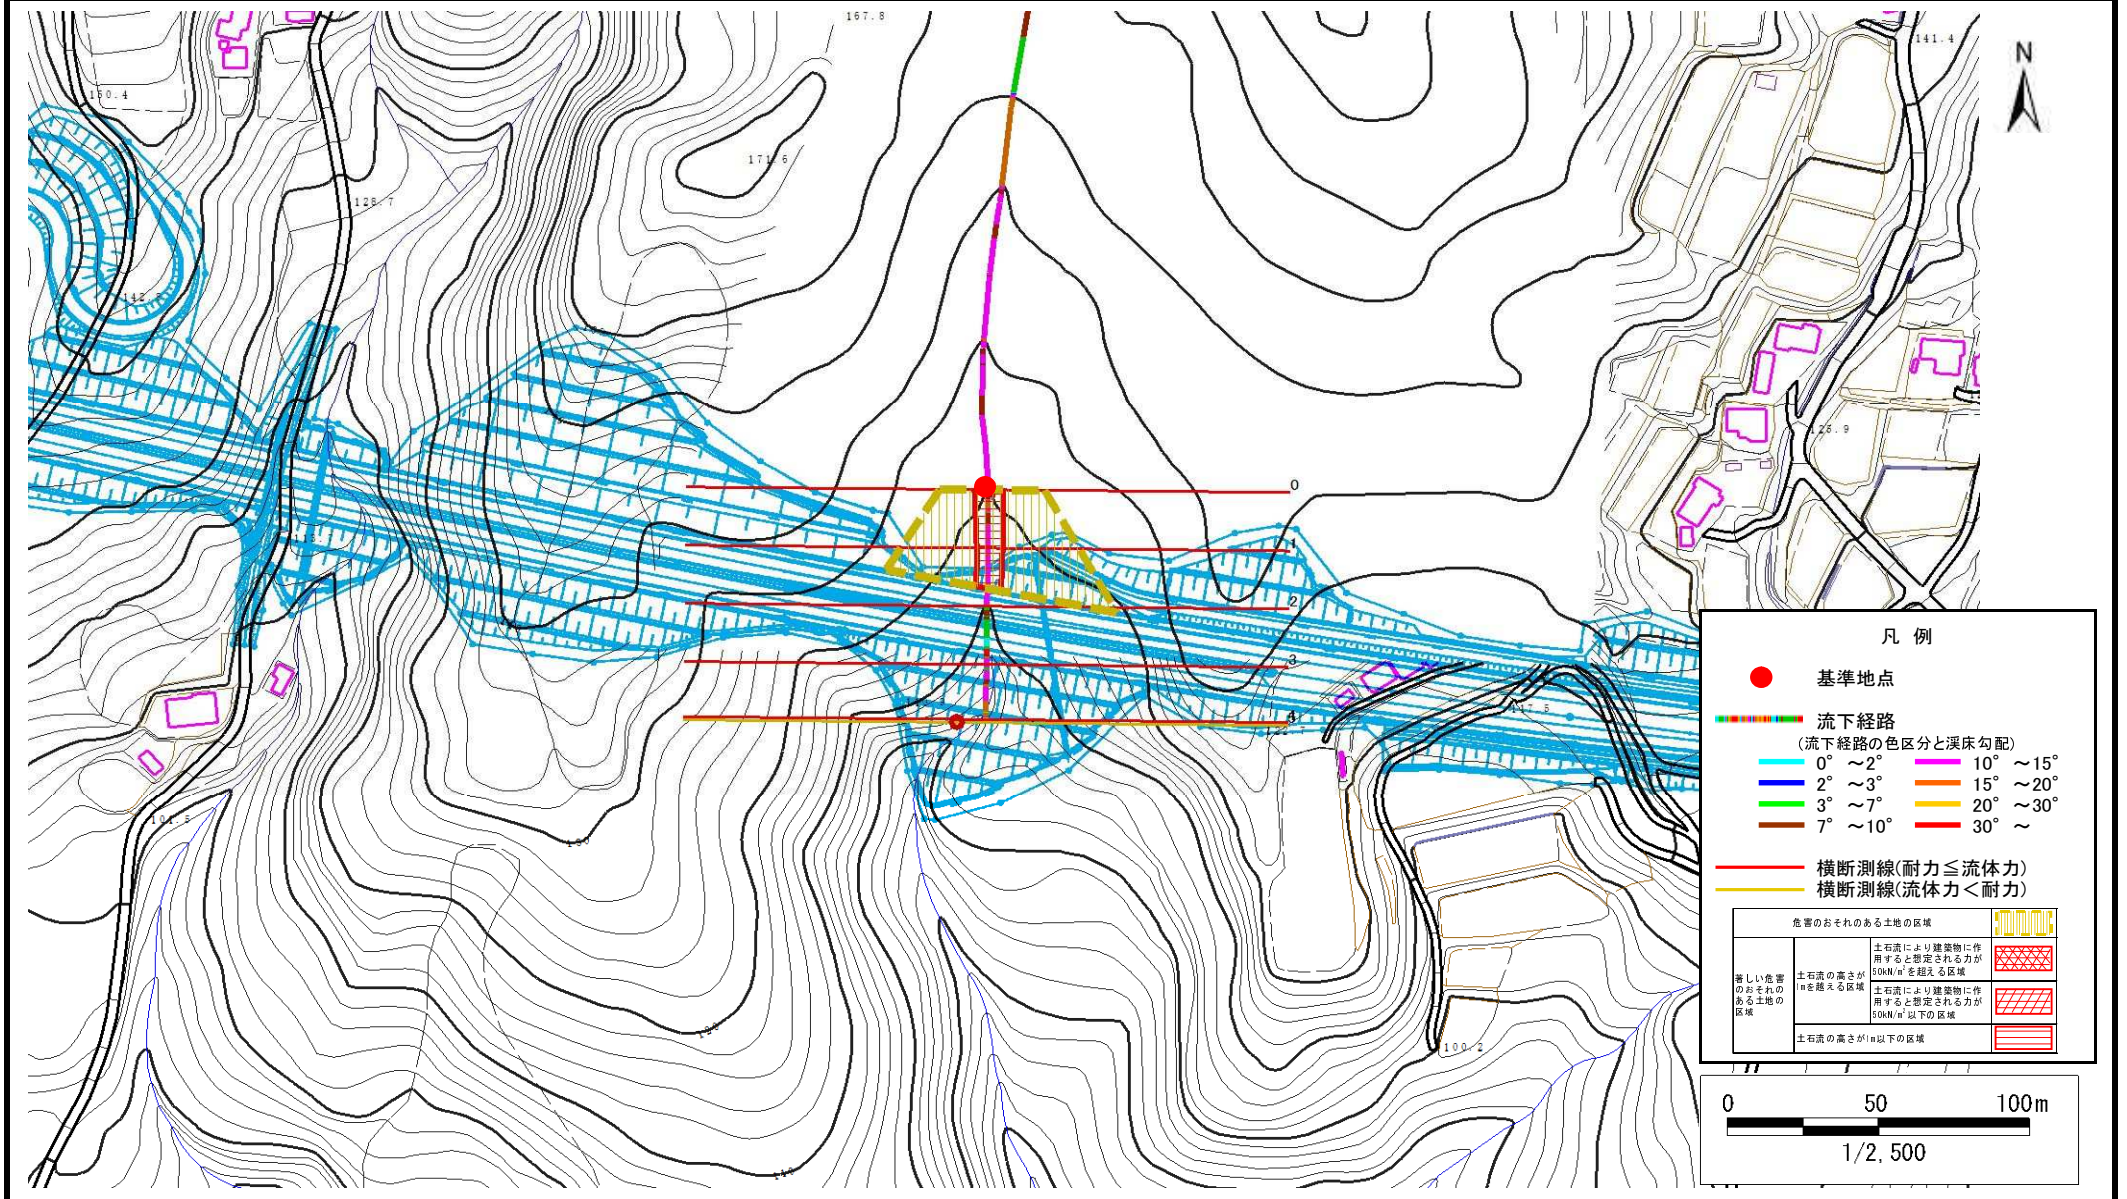 167.8
141.4
N
150.4
171.6
128.7
142.
125.9
0
1
2
3
4
117.5
101.5
100.2
140
凡 例
基準地点
流下経路
(流下経路の色区分と渓床勾配)
0° ～2° 10° ～15°
2° ～3° 15° ～20°
3° ～7° 20° ～30°
7° ～10° 30° ～
横断測線(耐力≦流体力)
横断測線(流体力＜耐力)
危害のおそれのある土地の区域
著しい危害
のおそれの
ある土地の
区域
土石流の高さが
1mを越える区域
土石流により建築物に作
用すると想定される力が
50kN/㎡を超える区域
土石流により建築物に作
用すると想定される力が
50kN/㎡以下の区域
土石流の高さが1m以下の区域
0 50 100m
1/2,500